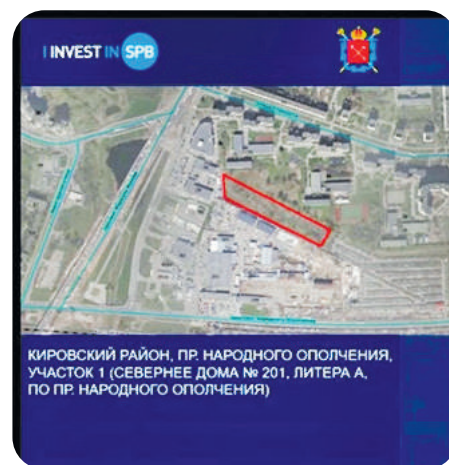 I INVEST IN SPB
КИРОВСКИЙ РАЙОН, ПР. НАРОДНОГО ОПОЛЧЕНИЯ,
УЧАСТОК 1 (СЕВЕРНЕЕ ДОМА № 201, ЛИТЕРА А,
ПО ПР. НАРОДНОГО ОПОЛЧЕНИЯ)